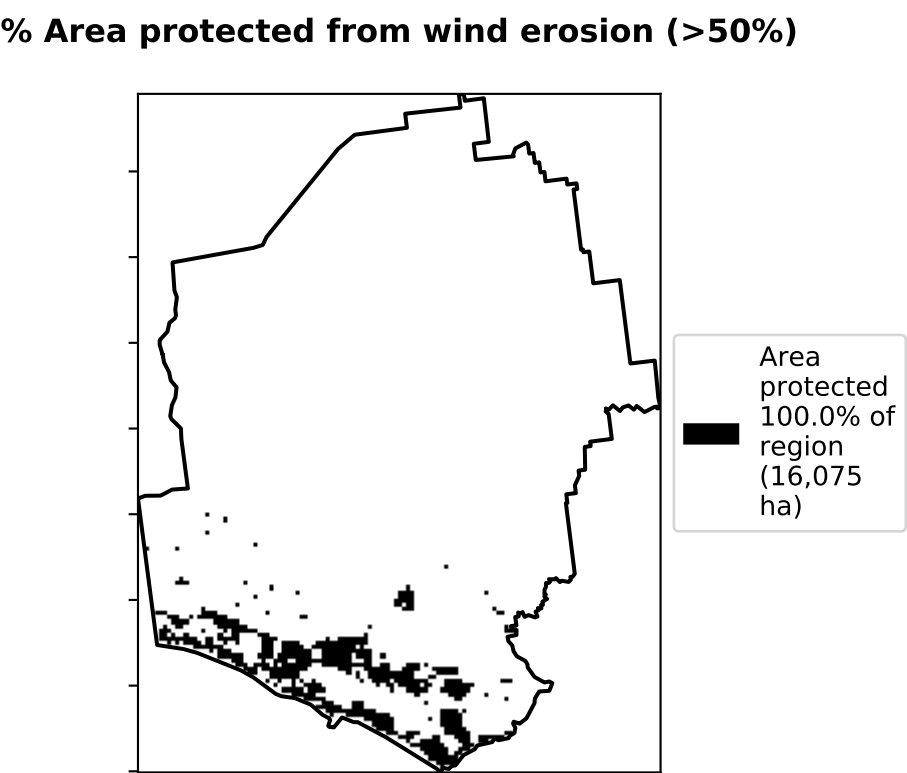 % Area protected from wind erosion (>50%)
Area
protected
100.0% of
region
(16,075
ha)